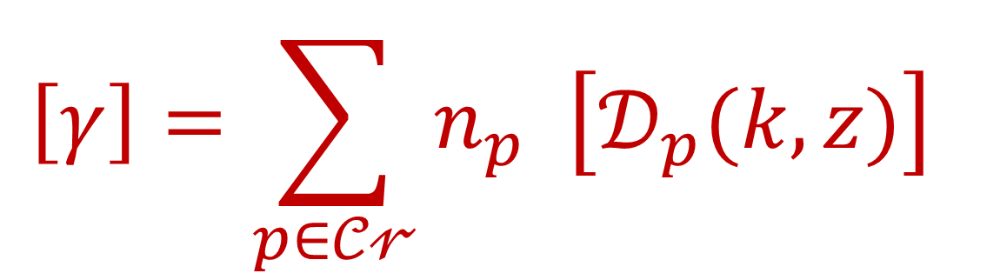 [γ] = ∑_{p∈𝒞𝓇} n_p [𝒟_p(k, z)]